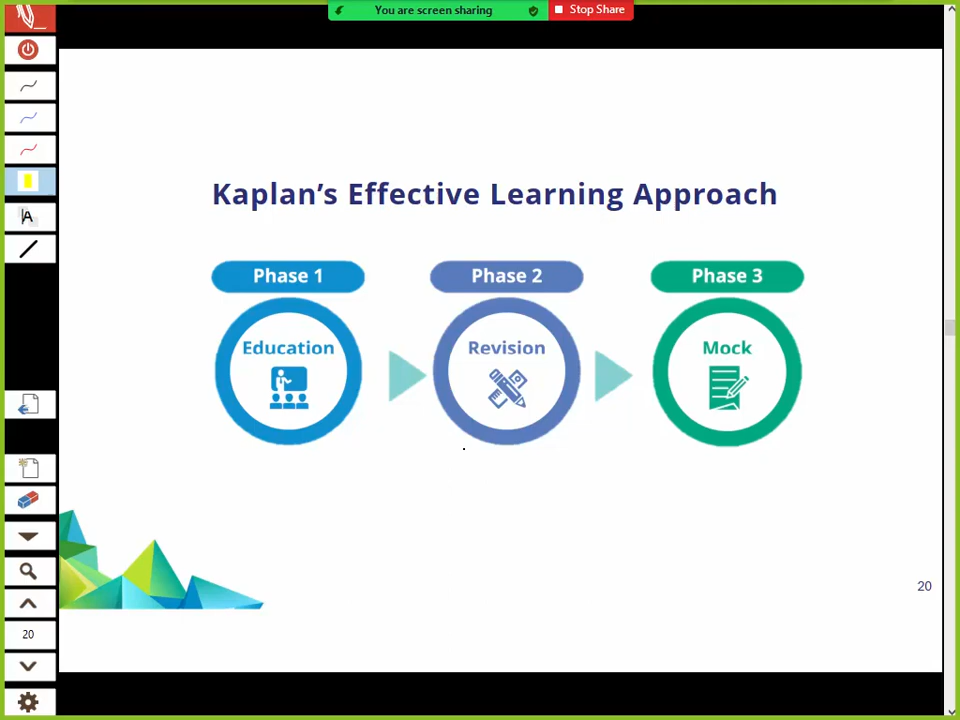 You are screen sharing
Stop Share
Kaplan’s Effective Learning Approach
Phase 1
Phase 2
Phase 3
Education
Revision
Mock
A
20
20